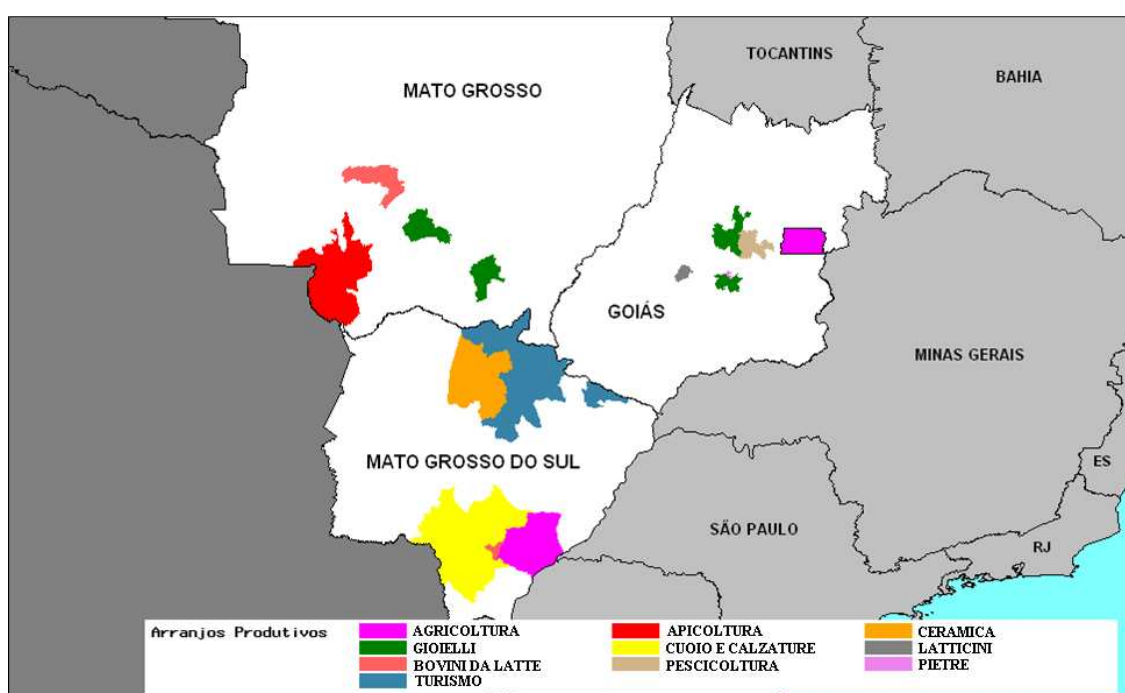 TOCANTINS
BAHIA
MATO GROSSO
GOIÁS
MINAS GERAIS
MATO GROSSO DO SUL
ES
SÃO PAULO
RJ
Arranjos Produtivos
AGRICOLTURA APICOLTURA CERAMICA
GIOIELLI CUOIO E CALZATURE LATTICINI
BOVINI DA LATTE PESCICOLTURA PIETRE
TURISMO